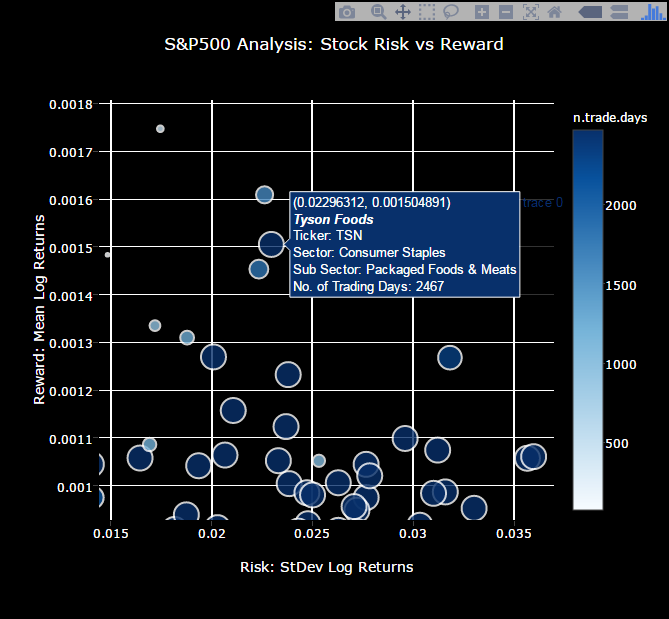 S&P500 Analysis: Stock Risk vs Reward
n.trade.days
0.0018
0.0017
0.0016
0.0015
0.0014
0.0013
0.0012
0.0011
0.001
Reward: Mean Log Returns
(0.02296312, 0.001504891)
Tyson Foods
Ticker: TSN
Sector: Consumer Staples
Sub Sector: Packaged Foods & Meats
No. of Trading Days: 2467
trace 0
2000
1500
1000
500
0.015
0.02
0.025
0.03
0.035
Risk: StDev Log Returns